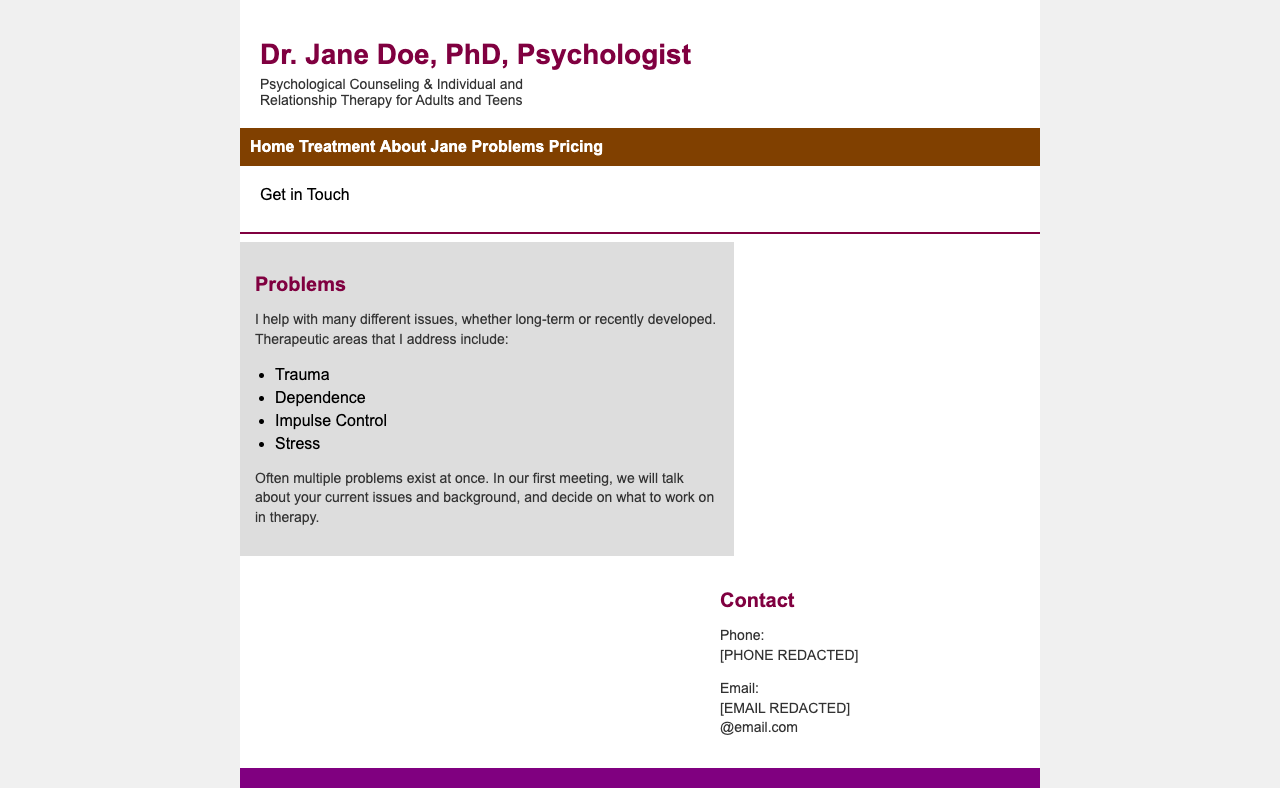 Dr. Jane Doe, PhD, Psychologist
Psychological Counseling & Individual and
Relationship Therapy for Adults and Teens
Home Treatment About Jane Problems Pricing
Get in Touch
Problems
I help with many different issues, whether long-term or recently developed.
Therapeutic areas that I address include:
• Trauma
• Dependence
• Impulse Control
• Stress
Often multiple problems exist at once. In our first meeting, we will talk
about your current issues and background, and decide on what to work on
in therapy.
Contact
Phone:
[PHONE REDACTED]
Email:
[EMAIL REDACTED]
@email.com